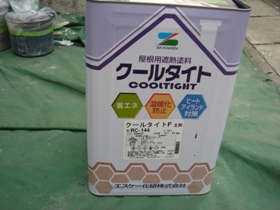 屋根用遮熱塗料
クールタイト
COOLTIGHT
省エネ
温暖化
防止
ヒート
アイランド
対策
クールタイトF
RC-144
エスケー化研株式会社